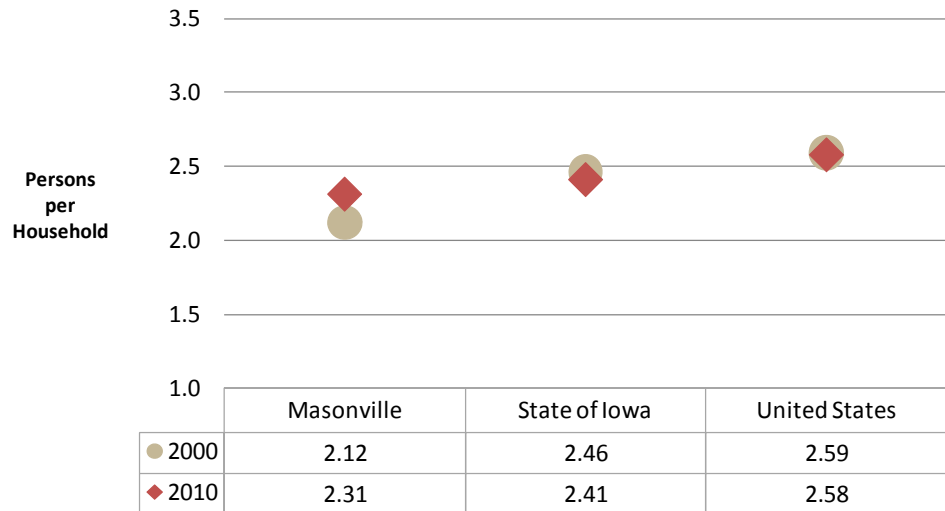 3.5
3.0
2.5
Persons
per
Household
2.0
1.5
1.0
Masonville State of Iowa United States
2000 2.12 2.46 2.59
2010 2.31 2.41 2.58